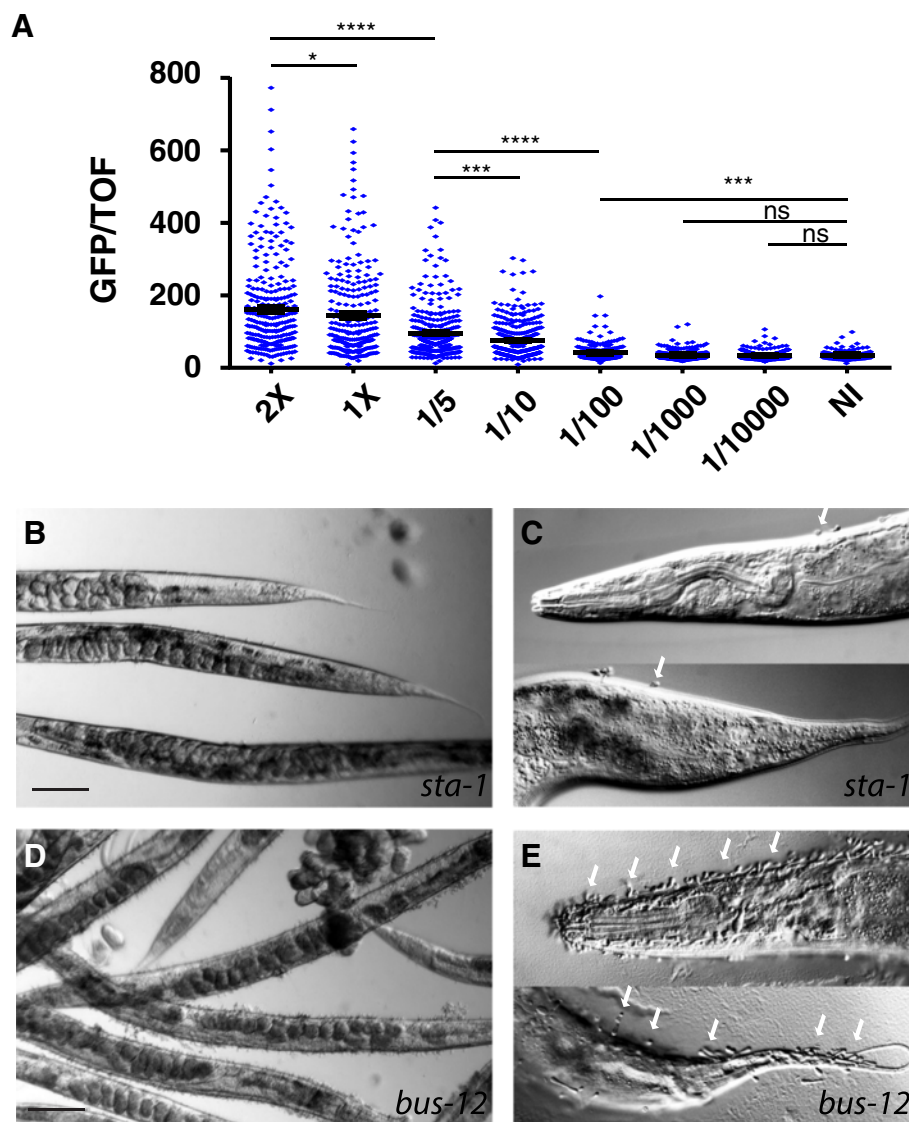 A
****
*
****
***
***
ns
ns
800
600
400
200
0
GFP/TOF
2X
1X
1/5
1/10
1/100
1/1000
1/10000
NI
B
sta-1
C
sta-1
D
bus-12
E
bus-12